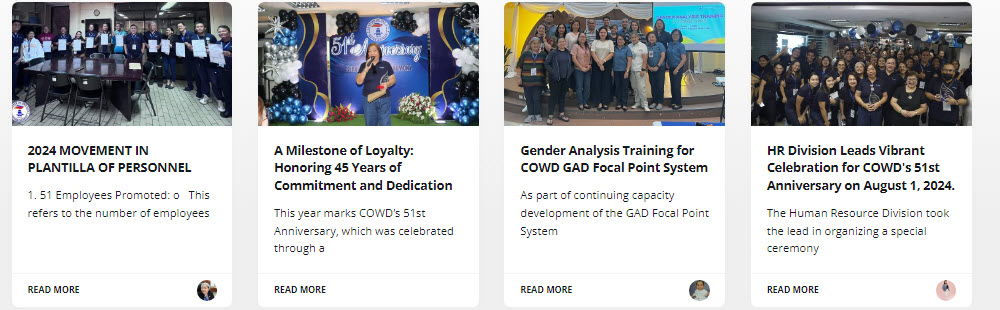 51st Anniversary
GENDER ANALYSIS TRAINING
2024 MOVEMENT IN
PLANTILLA OF PERSONNEL
1. 51 Employees Promoted: o This
refers to the number of employees
READ MORE
A Milestone of Loyalty:
Honoring 45 Years of
Commitment and Dedication
This year marks COWD’s 51st
Anniversary, which was celebrated
through a
READ MORE
Gender Analysis Training for
COWD GAD Focal Point System
As part of continuing capacity
development of the GAD Focal Point
System
READ MORE
HR Division Leads Vibrant
Celebration for COWD's 51st
Anniversary on August 1, 2024.
The Human Resource Division took
the lead in organizing a special
ceremony
READ MORE